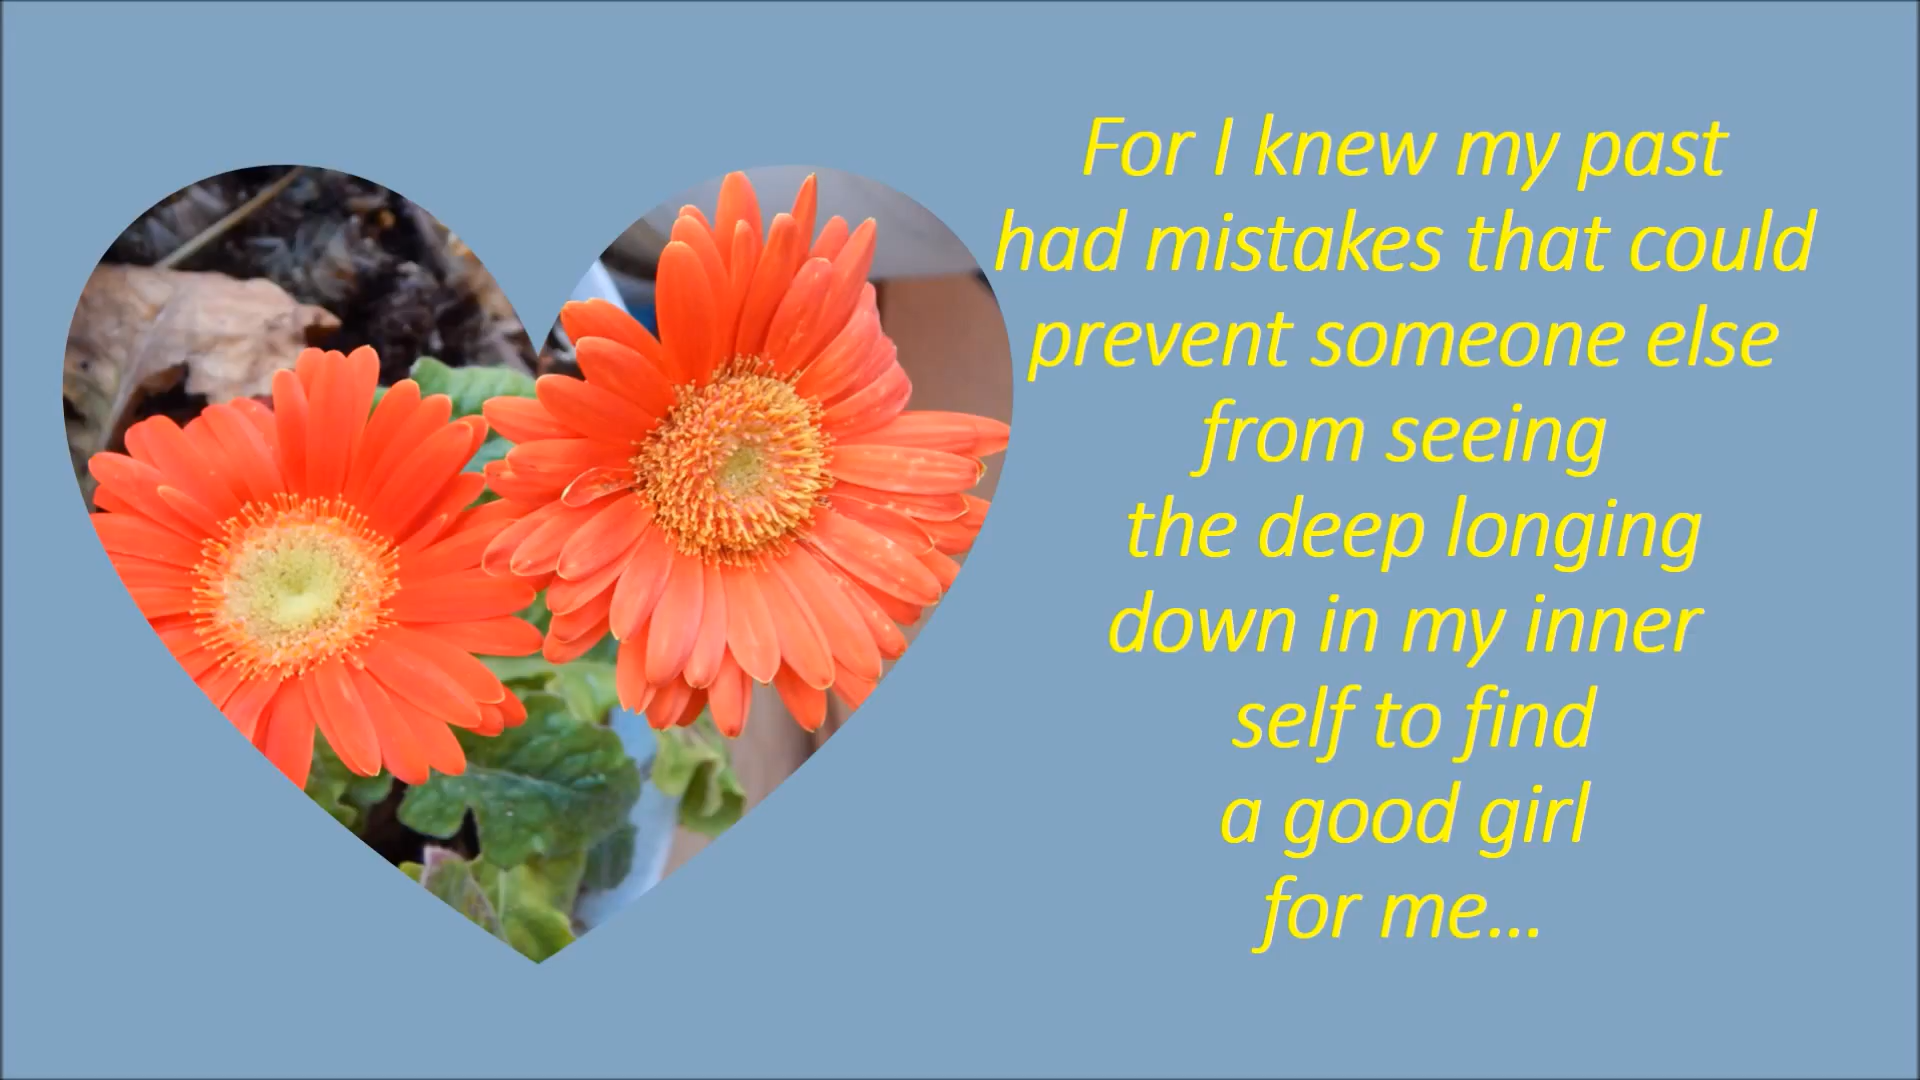 For I knew my past
had mistakes that could
prevent someone else
from seeing
the deep longing
down in my inner
self to find
a good girl
for me...